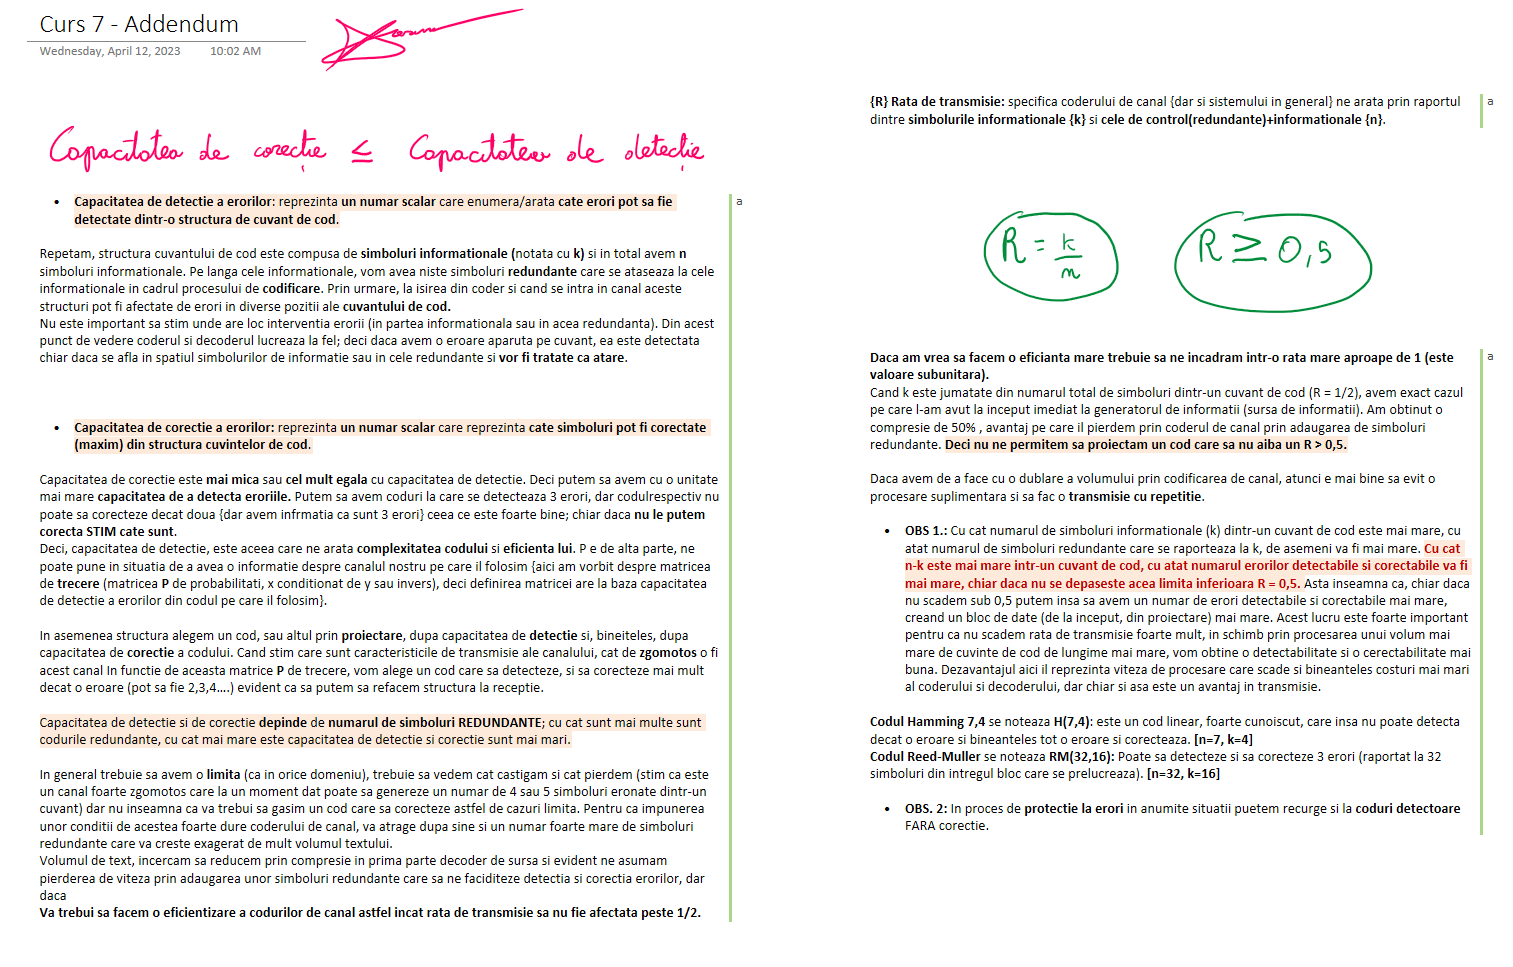 Curs 7 - Addendum
Wednesday, April 12, 2023 10:02 AM
Capacitatea de corecție ≤ Capacitatea de detecție
• Capacitatea de detectie a erorilor: reprezinta un numar scalar care enumera/arata cate erori pot sa fie
detectate dintr-o structura de cuvant de cod.
a
Repetam, structura cuvantului de cod este compusa de simboluri informationale (notata cu k) si in total avem n
simboluri informationale. Pe langa cele informationale, vom avea niste simboluri redundante care se ataseaza la cele
informationale in cadrul procesului de codificare. Prin urmare, la isirea din coder si cand se intra in canal aceste
structuri pot fi afectate de erori in diverse pozitii ale cuvantului de cod.
Nu este important sa stim unde are loc interventia erorii (in partea informationala sau in acea redundanta). Din acest
punct de vedere coderul si decoderul lucreaza la fel; deci daca avem o eroare aparuta pe cuvant, ea este detectata
chiar daca se afla in spatiul simbolurilor de informatie sau in cele redundante si vor fi tratate ca atare.
• Capacitatea de corectie a erorilor: reprezinta un numar scalar care reprezinta cate simboluri pot fi corectate
(maxim) din structura cuvintelor de cod.
Capacitatea de corectie este mai mica sau cel mult egala cu capacitatea de detectie. Deci putem sa avem cu o unitate
mai mare capacitatea de a detecta eroriile. Putem sa avem coduri la care se detecteaza 3 erori, dar codulrespectiv nu
poate sa corecteze decat doua {dar avem infrmatia ca sunt 3 erori} ceea ce este foarte bine; chiar daca nu le putem
corecta STIM cate sunt.
Deci, capacitatea de detectie, este aceea care ne arata complexitatea codului si eficienta lui. P e de alta parte, ne
poate pune in situatia de a avea o informatie despre canalul nostru pe care il folosim {aici am vorbit despre matricea
de trecere (matricea P de probabilitati, x conditionat de y sau invers), deci definirea matricei are la baza capacitatea
de detectie a erorilor din codul pe care il folosim}.
In asemenea structura alegem un cod, sau altul prin proiectare, dupa capacitatea de detectie si, bineiteles, dupa
capacitatea de corectie a codului. Cand stim care sunt caracteristicile de transmisie ale canalului, cat de zgomotos o fi
acest canal In functie de aceasta matrice P de trecere, vom alege un cod care sa detecteze, si sa corecteze mai mult
decat o eroare (pot sa fie 2,3,4....) evident ca sa putem sa refacem structura la receptie.
Capacitatea de detectie si de corectie depinde de numarul de simboluri REDUNDANTE; cu cat sunt mai multe sunt
codurile redundante, cu cat mai mare este capacitatea de detectie si corectie sunt mai mari.
In general trebuie sa avem o limita (ca in orice domeniu), trebuie sa vedem cat castigam si cat pierdem (stim ca este
un canal foarte zgomotos care la un moment dat poate sa genereze un numar de 4 sau 5 simboluri eronate dintr-un
cuvant) dar nu inseamna ca va trebui sa gasim un cod care sa corecteze astfel de cazuri limita. Pentru ca impunerea
unor conditii de acestea foarte dure coderului de canal, va atrage dupa sine si un numar foarte mare de simboluri
redundante care va creste exagerat de mult volumul textului.
Volumul de text, incercam sa reducem prin compresie in prima parte decoder de sursa si evident ne asumam
pierderea de viteza prin adaugarea unor simboluri redundante care sa ne faciditeze detectia si corectia erorilor, dar
daca
Va trebui sa facem o eficientizare a codurilor de canal astfel incat rata de transmisie sa nu fie afectata peste 1/2.
{R} Rata de transmisie: specifica coderului de canal {dar si sistemului in general} ne arata prin raportul
dintre simbolurile informationale {k} si cele de control(redundante)+informationale {n}.
a
R = k/n R ≥ 0,5
Daca am vrea sa facem o eficianta mare trebuie sa ne incadram intr-o rata mare aproape de 1 (este
valoare subunitara).
a
Cand k este jumatate din numarul total de simboluri dintr-un cuvant de cod (R = 1/2), avem exact cazul
pe care l-am avut la inceput imediat la generatorul de informatii (sursa de informatii). Am obtinut o
compresie de 50% , avantaj pe care il pierdem prin coderul de canal prin adaugarea de simboluri
redundante. Deci nu ne permitem sa proiectam un cod care sa nu aiba un R > 0,5.
Daca avem de a face cu o dublare a volumului prin codificarea de canal, atunci e mai bine sa evit o
procesare suplimentara si sa fac o transmisie cu repetitie.
• OBS 1.: Cu cat numarul de simboluri informationale (k) dintr-un cuvant de cod este mai mare, cu
atat numarul de simboluri redundante care se raporteaza la k, de asemeni va fi mai mare. Cu cat
n-k este mai mare intr-un cuvant de cod, cu atat numarul erorilor detectabile si corectabile va fi
mai mare, chiar daca nu se depaseste acea limita inferioara R = 0,5. Asta inseamna ca, chiar daca
nu scadem sub 0,5 putem insa sa avem un numar de erori detectabile si corectabile mai mare,
creand un bloc de date (de la inceput, din proiectare) mai mare. Acest lucru este foarte important
pentru ca nu scadem rata de transmisie foarte mult, in schimb prin procesarea unui volum mai
mare de cuvinte de cod de lungime mai mare, vom obtine o detectabilitate si o cerectabilitate mai
buna. Dezavantajul aici il reprezinta viteza de procesare care scade si bineanteles costuri mai mari
al coderului si decoderului, dar chiar si asa este un avantaj in transmisie.
Codul Hamming 7,4 se noteaza H(7,4): este un cod linear, foarte cunoiscut, care insa nu poate detecta
decat o eroare si bineanteles tot o eroare si corecteaza. [n=7, k=4]
Codul Reed-Muller se noteaza RM(32,16): Poate sa detecteze si sa corecteze 3 erori (raportat la 32
simboluri din intregul bloc care se prelucreaza). [n=32, k=16]
• OBS. 2: In proces de protectie la erori in anumite situatii puetem recurge si la coduri detectoare
FARA corectie.